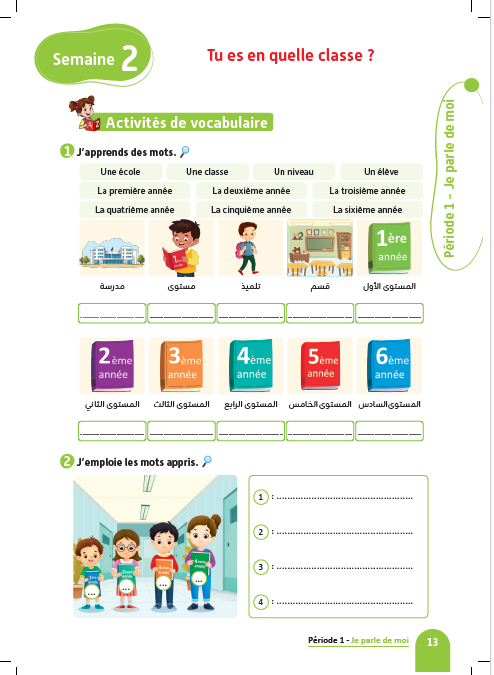 Semaine 2
Tu es en quelle classe ?
Activités de vocabulaire
1 J'apprends des mots.
Une école Une classe Un niveau Un élève
La première année La deuxième année La troisième année
La quatrième année La cinquième année La sixième année
1ère
année
مدرسة مستوى تلميذ قسم المستوى الأول
2ème 3ème 4ème 5ème 6ème
année année année année année
المستوى الثاني المستوى الثالث المستوى الرابع المستوى الخامس المستوى السادس
2 J'emploie les mots appris.
1 : ......................................................
2 : ......................................................
3 : ......................................................
4 : ......................................................
Période 1 - Je parle de moi
Période 1 - Je parle de moi
13